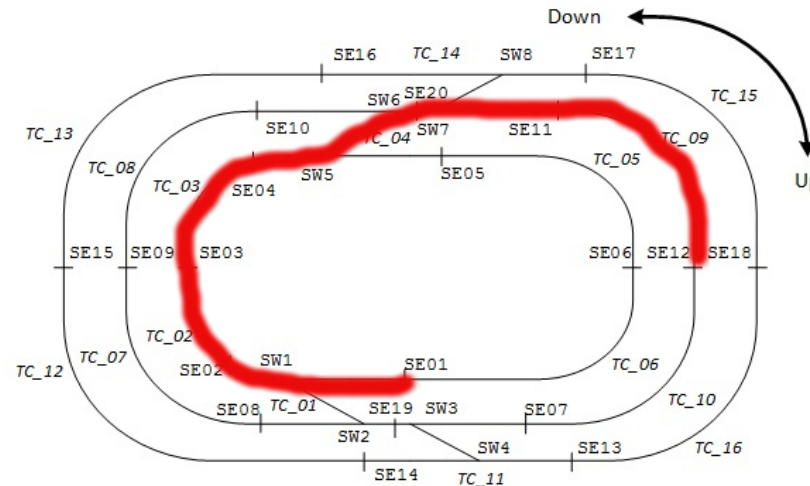 Down
SE16 TC_14 SW8 SE17
TC_15
SE20
SW6
TC_13
SE10 TC_04 SW7 SE11 TC_09
TC_08 TC_05
SW5 SE05
TC_03 SE04
Up
SE15 SE09 SE03 SE06 SE12 SE18
TC_02
TC_07 TC_06
TC_12 SE02 SW1 SE01
TC_10
TC_01
SE08 SE19 SW3 SE07
SW2 SW4 SE13 TC_16
SE14 TC_11